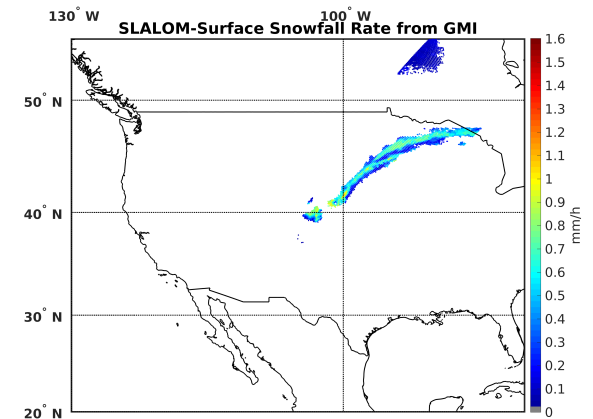 130° W 100° W
SLALOM-Surface Snowfall Rate from GMI
50° N
40° N
30° N
20° N
1.6
1.5
1.4
1.3
1.2
1.1
1
0.9
0.8
0.7
0.6
0.5
0.4
0.3
0.2
0.1
0
mm/h